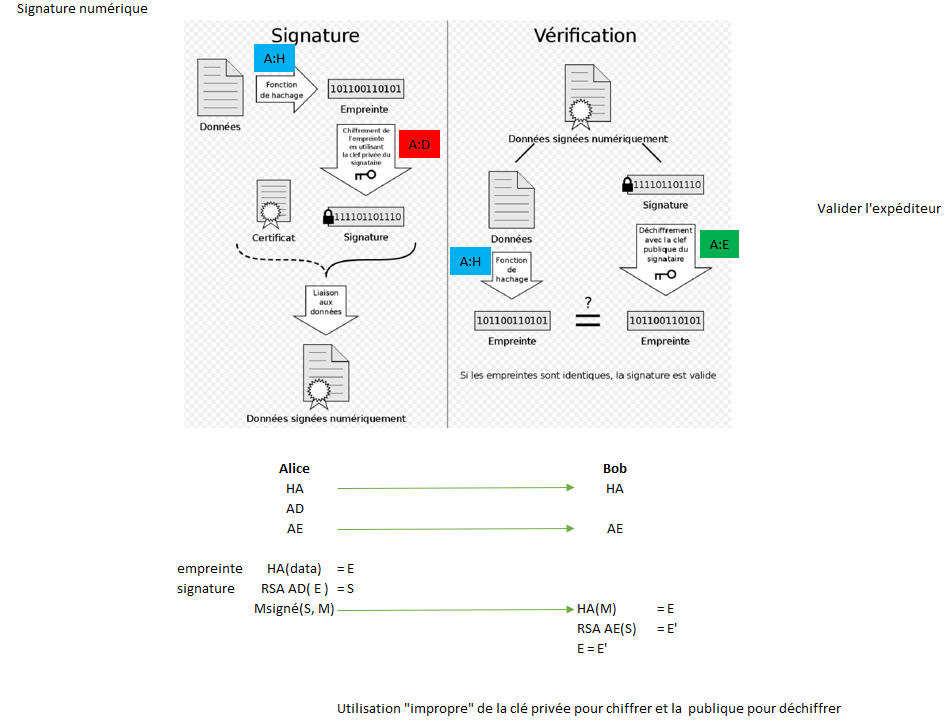 Signature numérique
Signature
A:H
Fonction
de hachage
101100110101
Empreinte
Données
Chiffrement de
l'empreinte
en utilisant
la clef privée du
signataire
A:D
Certificat
111101101110
Signature
Liaison
aux
données
Données signées numériquement
Vérification
Données signées numériquement
Données
A:H
Fonction
de
hachage
101100110101
Empreinte
?
=
111101101110
Signature
Déchiffrement
avec la clef
publique du
signataire
A:E
101100110101
Empreinte
Si les empreintes sont identiques, la signature est valide
Valider l'expéditeur
Alice Bob
HA HA
AD
AE AE
empreinte HA(data) = E
signature RSA AD( E ) = S
Msigné(S, M) HA(M) = E
RSA AE(S) = E'
E = E'
Utilisation "impropre" de la clé privée pour chiffrer et la publique pour déchiffrer